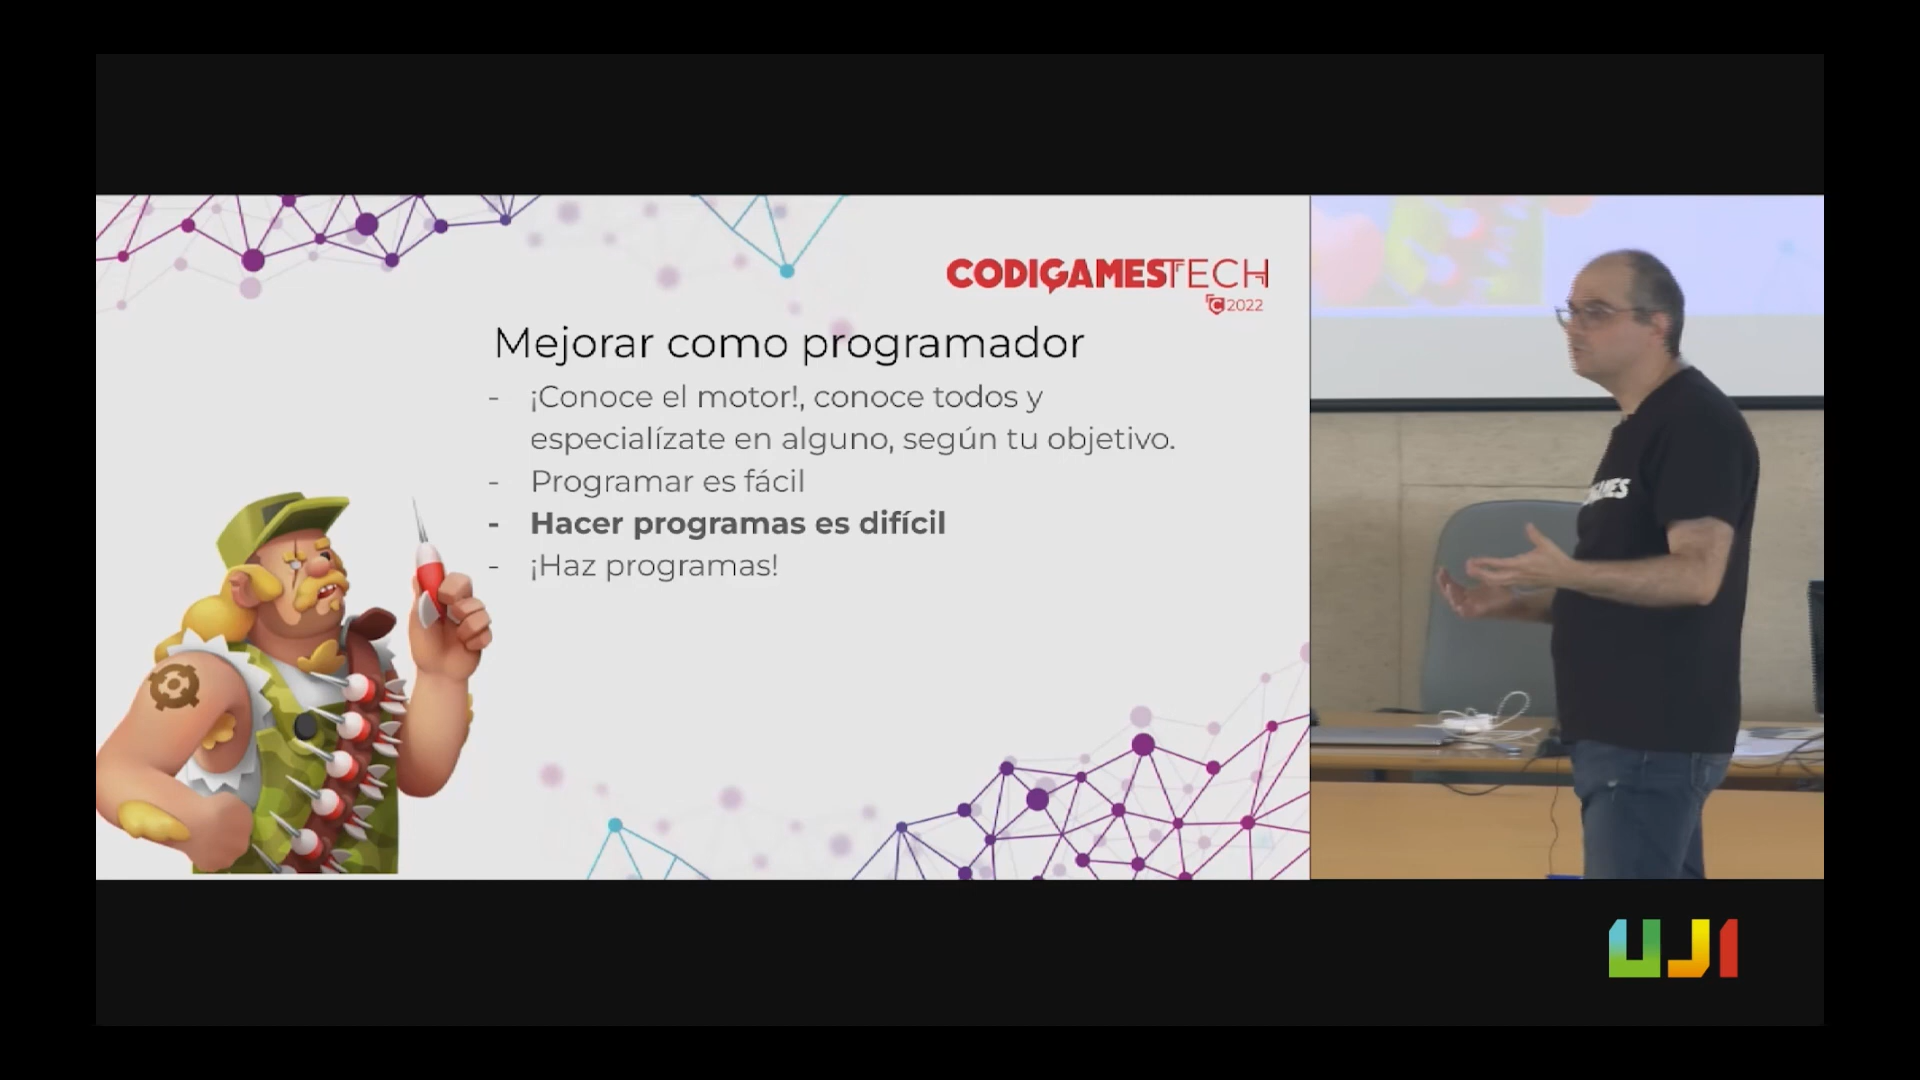 CODIGAMESTECH
C 2022
Mejorar como programador
- ¡Conoce el motor!, conoce todos y
especialízate en alguno, según tu objetivo.
- Programar es fácil
- Hacer programas es difícil
- ¡Haz programas!
UJI